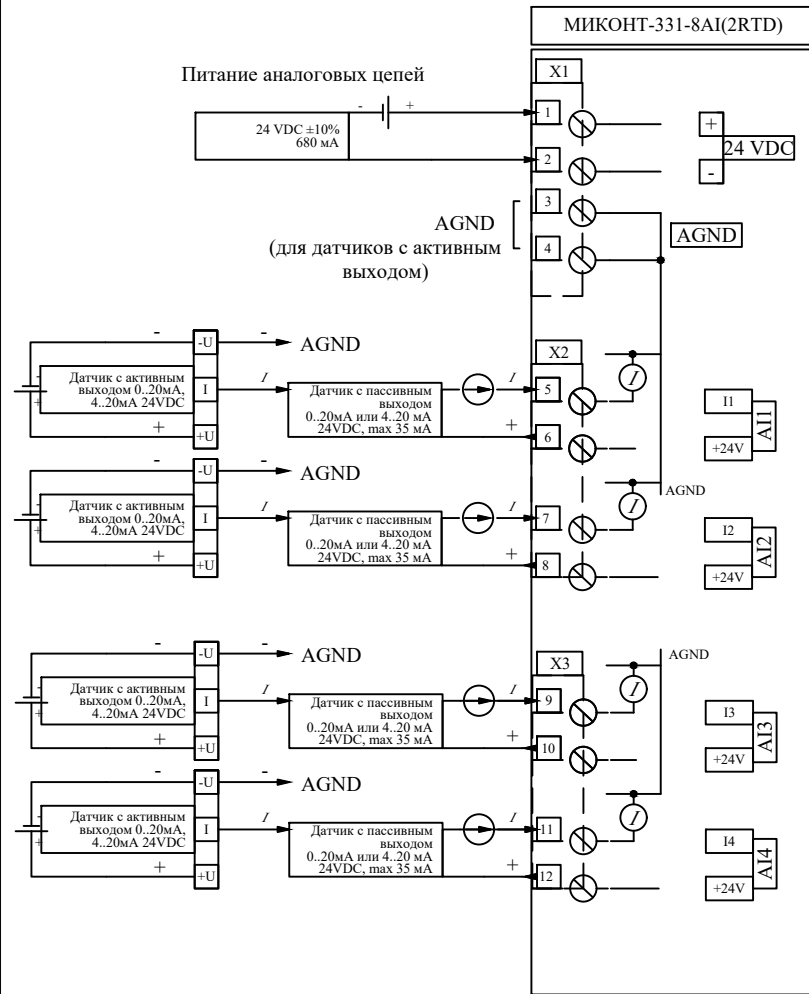 МИКОНТ-331-8AI(2RTD)
Питание аналоговых цепей
X1
-
+
1
24 VDC ±10%
680 мА
2
+
24 VDC
-
3
AGND
4
(для датчиков с активным
выходом)
AGND
-
-U
-
AGND
X2
-
Датчик с активным
выходом 0..20мА,
4..20мА 24VDC
I
I
Датчик с пассивным
выходом
0..20мА или 4..20 мА
24VDC, max 35 мА
I
5
I
I1
+
+
+U
+
6
+24V
AI1
-
-U
-
AGND
AGND
-
Датчик с активным
выходом 0..20мА,
4..20мА 24VDC
I
I
Датчик с пассивным
выходом
0..20мА или 4..20 мА
24VDC, max 35 мА
I
7
I
I2
+
+
+U
+
8
+24V
AI2
-
-U
-
AGND
X3
AGND
-
Датчик с активным
выходом 0..20мА,
4..20мА 24VDC
I
I
Датчик с пассивным
выходом
0..20мА или 4..20 мА
24VDC, max 35 мА
I
9
I
I3
+
+
+U
+
10
+24V
AI3
-
-U
-
AGND
-
Датчик с активным
выходом 0..20мА,
4..20мА 24VDC
I
I
Датчик с пассивным
выходом
0..20мА или 4..20 мА
24VDC, max 35 мА
I
11
I
I4
+
+
+U
+
12
+24V
AI4